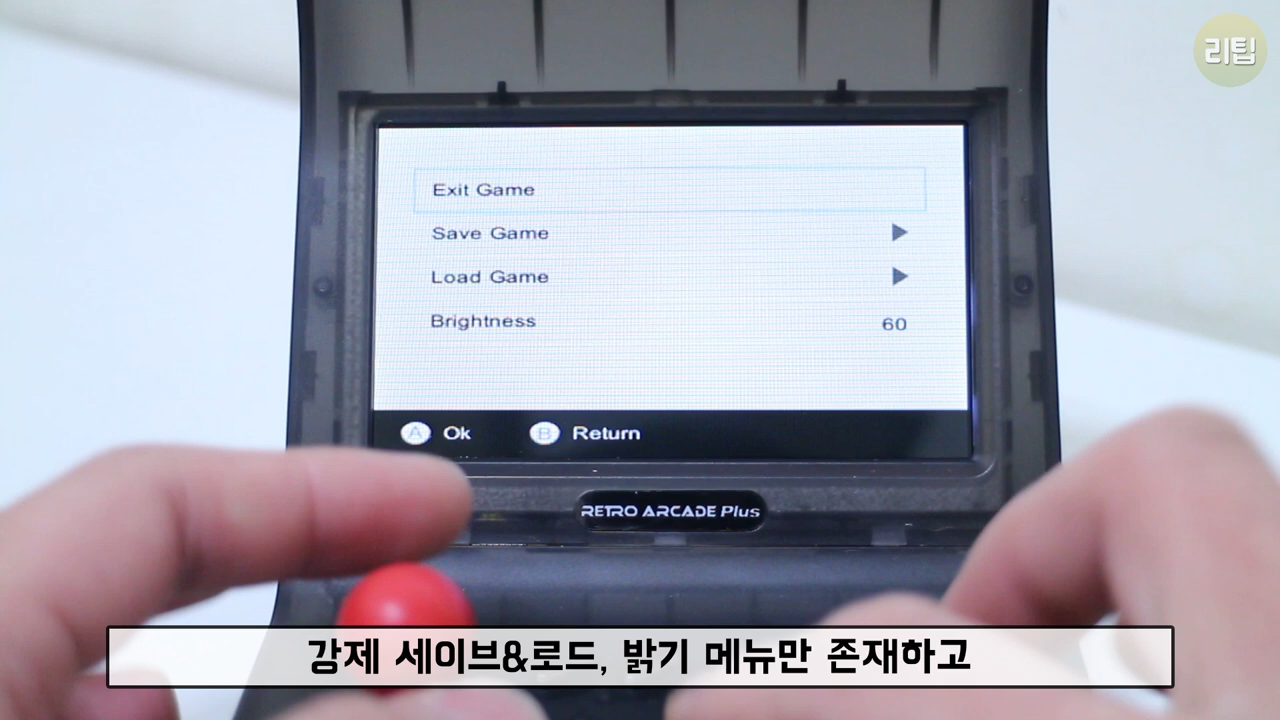 리팁
Exit Game
Save Game
Load Game
Brightness 60
A Ok B Return
RETRO ARCADE Plus
강제 세이브&로드, 밝기 메뉴만 존재하고